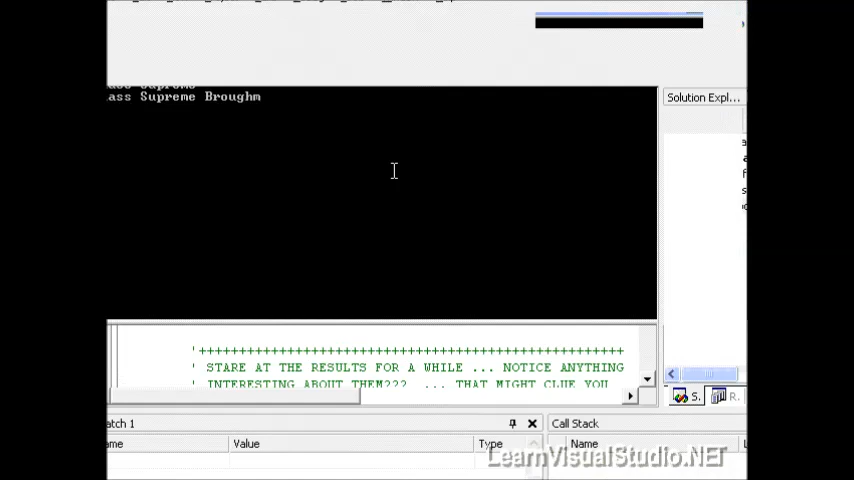 ass Supreme Broughm
Solution Expl...
'+++++++++++++++++++++++++++++++++++++++++++++++++++++
' STARE AT THE RESULTS FOR A WHILE ... NOTICE ANYTHING
' INTERESTING ABOUT THEM??? ... THAT MIGHT CLUE YOU
S.
R.
atch 1
Call Stack
ame
Value
Type
Name
LearnVisualStudio.NET